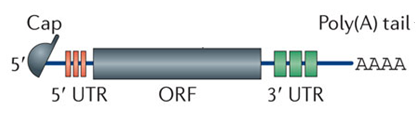 Cap Poly(A) tail
5′ AAAA
5′ UTR ORF 3′ UTR